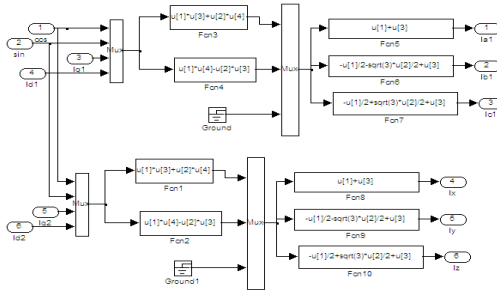 1
cos
2
sin
3
Iq1
4
Id1
Mux
u[1]*u[3]+u[2]*u[4]
Fcn3
u[1]*u[4]-u[2]*u[3]
Fcn4
Ground
Mux
u[1]+u[3]
Fcn5
-u[1]/2-sqrt(3)*u[2]/2+u[3]
Fcn6
-u[1]/2+sqrt(3)*u[2]/2+u[3]
Fcn7
1
Ia1
2
Ib1
3
Ic1
5
Iq2
6
Id2
Mux
u[1]*u[3]+u[2]*u[4]
Fcn1
u[1]*u[4]-u[2]*u[3]
Fcn2
Ground1
Mux
u[1]+u[3]
Fcn8
-u[1]/2-sqrt(3)*u[2]/2+u[3]
Fcn9
-u[1]/2+sqrt(3)*u[2]/2+u[3]
Fcn10
4
Ix
5
Iy
6
Iz